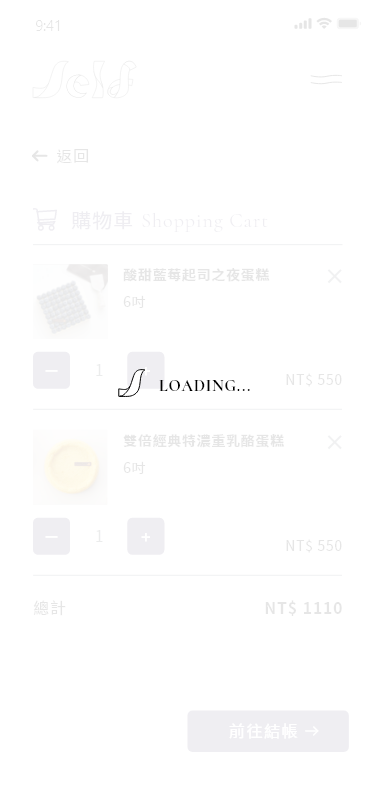 9:41
Self
← 返回
購物車 Shopping Cart
酸甜藍莓起司之夜蛋糕
6吋
1
NT$ 550
LOADING...
雙倍經典特濃重乳酪蛋糕
6吋
1 +
NT$ 550
總計 NT$ 1110
前往結帳 →